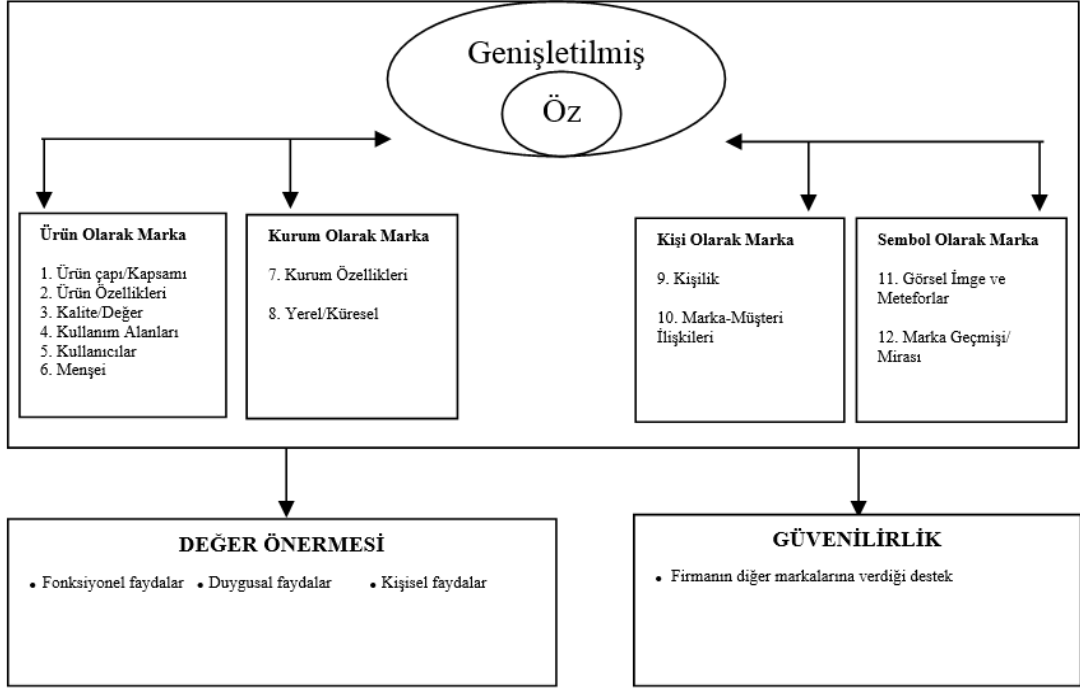 Genişletilmiş
Öz
Ürün Olarak Marka
1. Ürün çapı/Kapsamı
2. Ürün Özellikleri
3. Kalite/Değer
4. Kullanım Alanları
5. Kullanıcılar
6. Menşei
Kurum Olarak Marka
7. Kurum Özellikleri
8. Yerel/Küresel
Kişi Olarak Marka
9. Kişilik
10. Marka-Müşteri
İlişkileri
Sembol Olarak Marka
11. Görsel İmge ve
Meteforlar
12. Marka Geçmişi/
Mirası
DEĞER ÖNERMESİ
• Fonksiyonel faydalar • Duygusal faydalar • Kişisel faydalar
GÜVENİLİRLİK
• Firmanın diğer markalarına verdiği destek